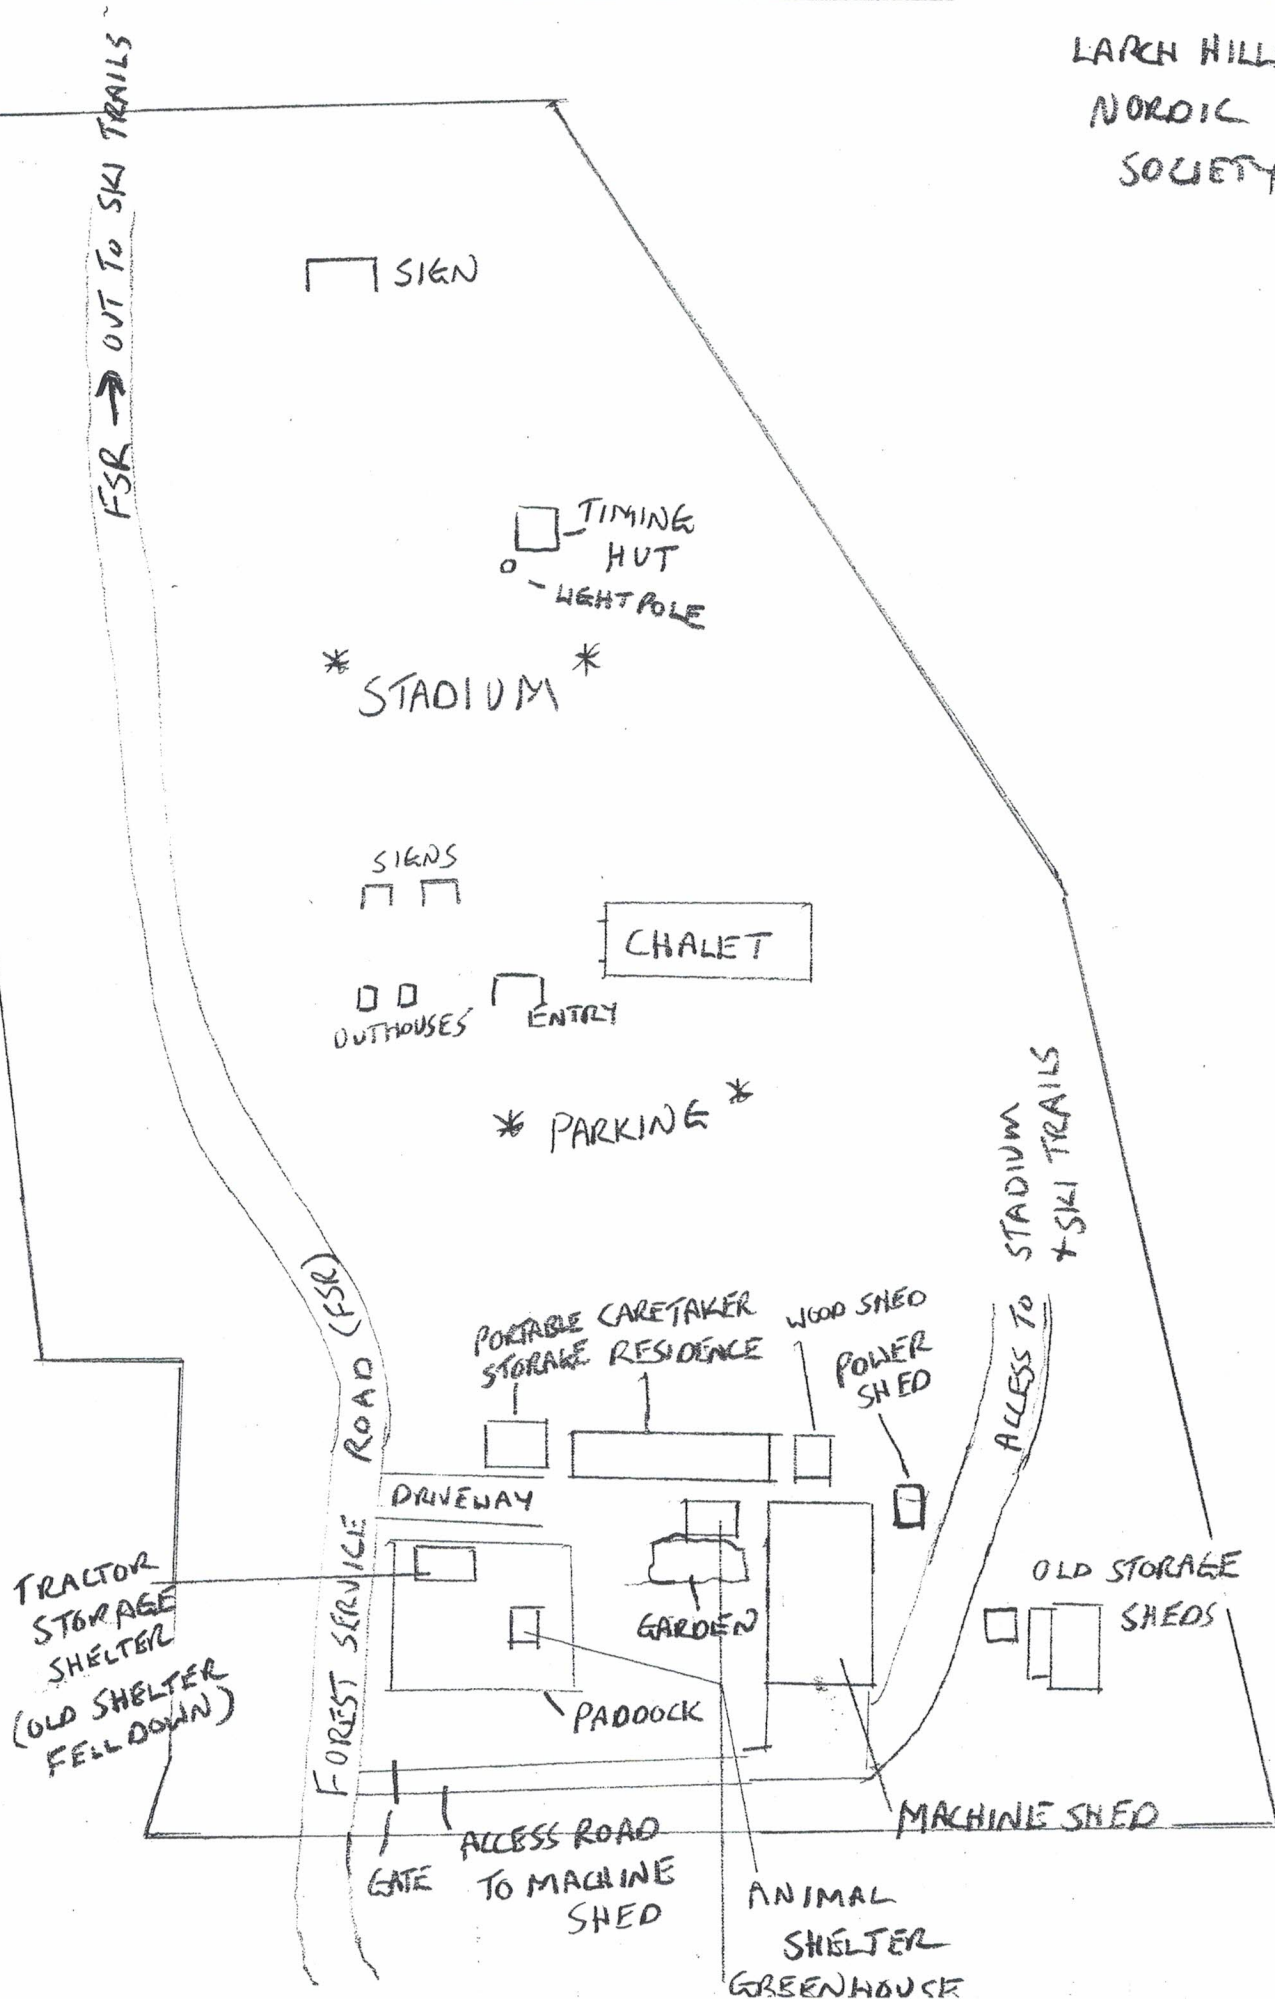 LARCH HILL
NORDIC
SOCIETY
FSR → OUT TO SKI TRAILS
SIGN
TIMING
HUT
LIGHT POLE
* STADIUM *
SIGNS
CHALET
OUTHOUSES
ENTRY
* PARKING *
ACCESS TO STADIUM
+ SKI TRAILS
FOREST SERVICE ROAD (FSR)
PORTABLE
STORAGE
CARETAKER
RESIDENCE
WOOD SHED
POWER
SHED
DRIVEWAY
TRACTOR
STORAGE
SHELTER
(OLD SHELTER
FELL DOWN)
GARDEN
OLD STORAGE
SHEDS
PADDOCK
MACHINE SHED
GATE
ACCESS ROAD
TO MACHINE
SHED
ANIMAL
SHELTER
GREENHOUSE